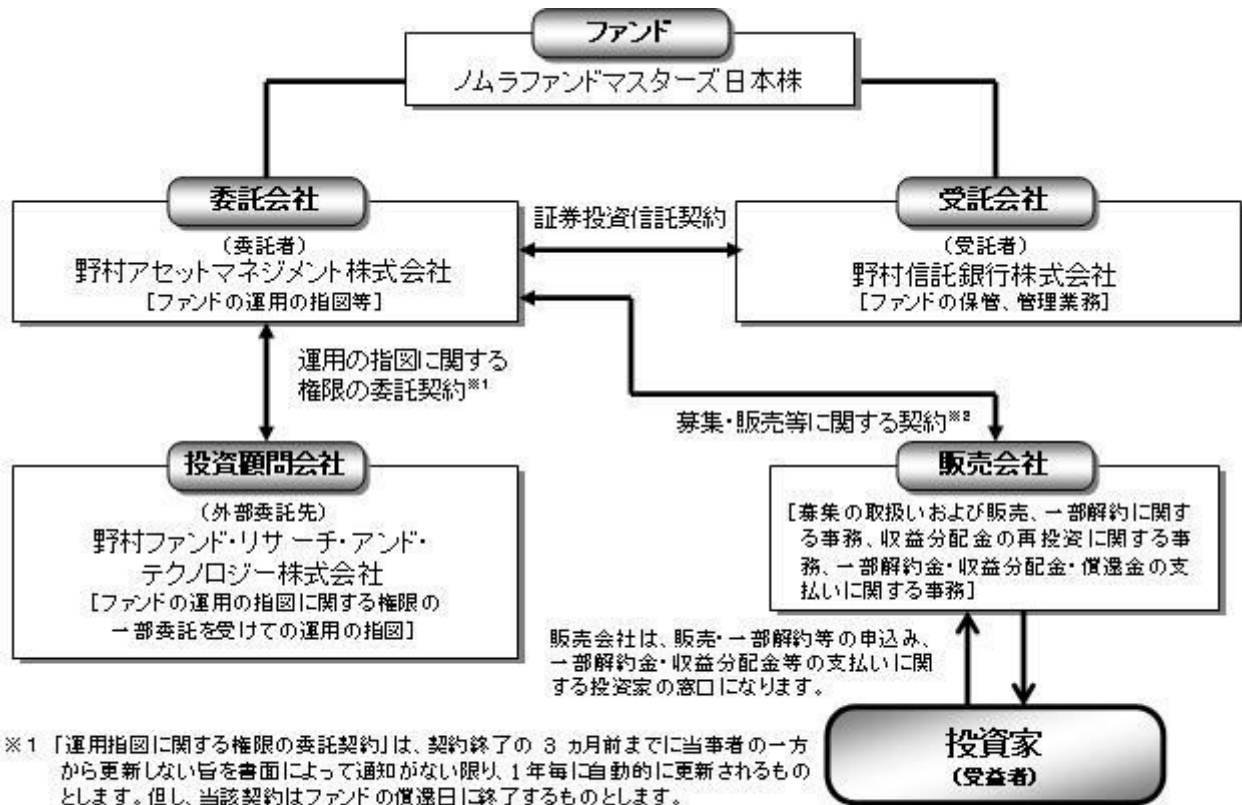 ファンド
ノムラファンドマスターズ日本株
委託会社
(委託者)
野村アセットマネジメント株式会社
[ファンドの運用の指図等]
証券投資信託契約
受託会社
(受託者)
野村信託銀行株式会社
[ファンドの保管、管理業務]
運用の指図に関する
権限の委託契約※1
募集・販売等に関する契約※2
投資顧問会社
(外部委託先)
野村ファンド・リサーチ・アンド・
テクノロジー株式会社
[ファンドの運用の指図に関する権限の
一部委託を受けての運用の指図]
販売会社
[募集の取扱いおよび販売、一部解約に関す
る事務、収益分配金の再投資に関する事
務、一部解約金・収益分配金・償還金の支
払いに関する事務]
販売会社は、販売・一部解約等の申込み、
一部解約金・収益分配金等の支払いに関
する投資家の窓口になります。
投資家
(受益者)
※1 「運用指図に関する権限の委託契約」は、契約終了の 3 ヵ月前までに当事者の一方
から更新しない旨を書面によって通知がない限り、1年毎に自動的に更新されるもの
とします。但し、当該契約はファンドの償還日に終了するものとします。